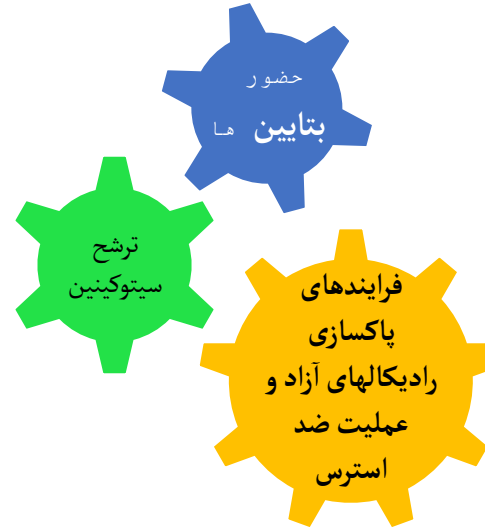 حضور
بتایین ها
ترشح
سیتوکینین
فرایندهای
پاکسازی
رادیکالهای آزاد و
عملیت ضد
استرس